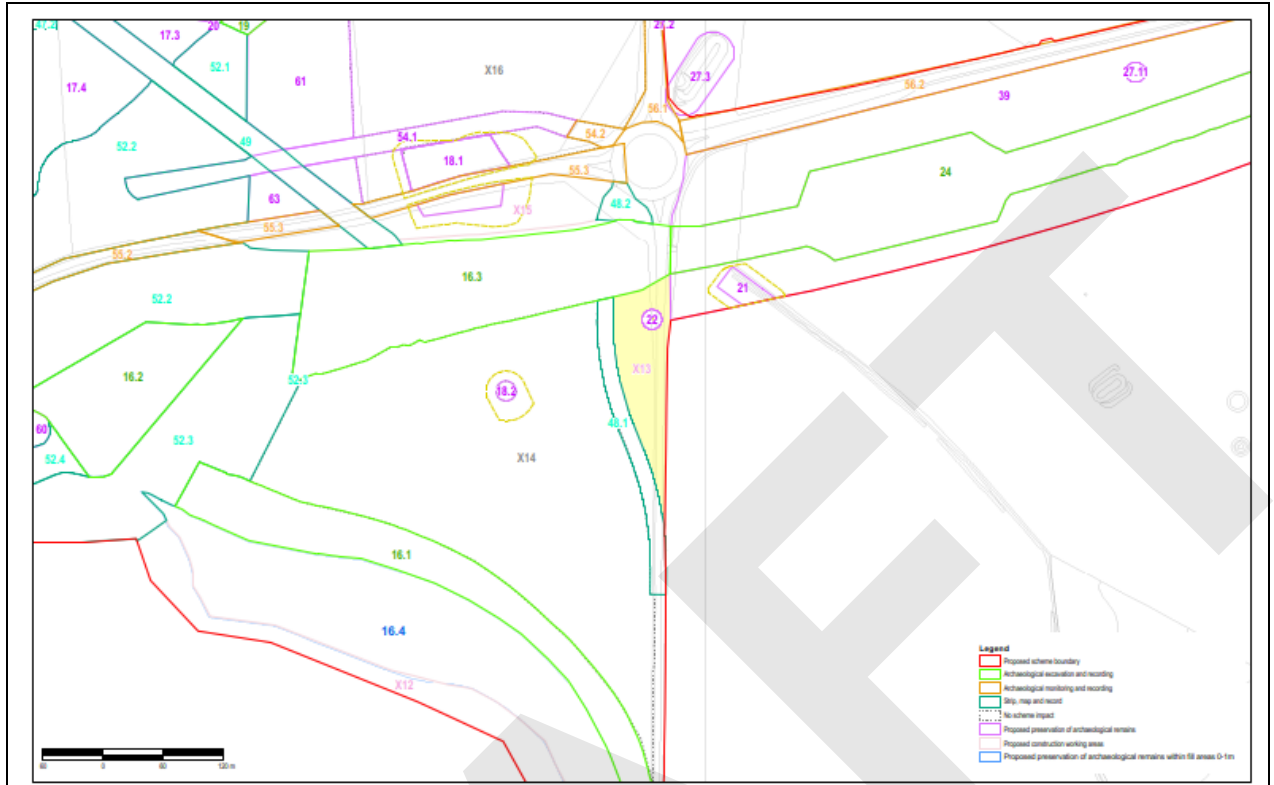 47.2
20
19
27.2
17.3
52.1
61
X16
27.3
27.11
17.4
56.2
39
56.1
49
54.2
54.1
52.2
18.1
24
55.3
63
48.2
X15
55.3
55.2
16.3
21
52.2
22
X13
16.2
52.3
18.2
48.1
60
52.3
52.4
X14
16.1
16.4
X12
Legend
Proposed scheme boundary
Archaeological excavation and recording
Archaeological monitoring and recording
Strip, map and record
No scheme impact
Proposed preservation of archaeological remains
Proposed construction working areas
Proposed preservation of archaeological remains within fill areas 0-1m
60 0 60 120 m